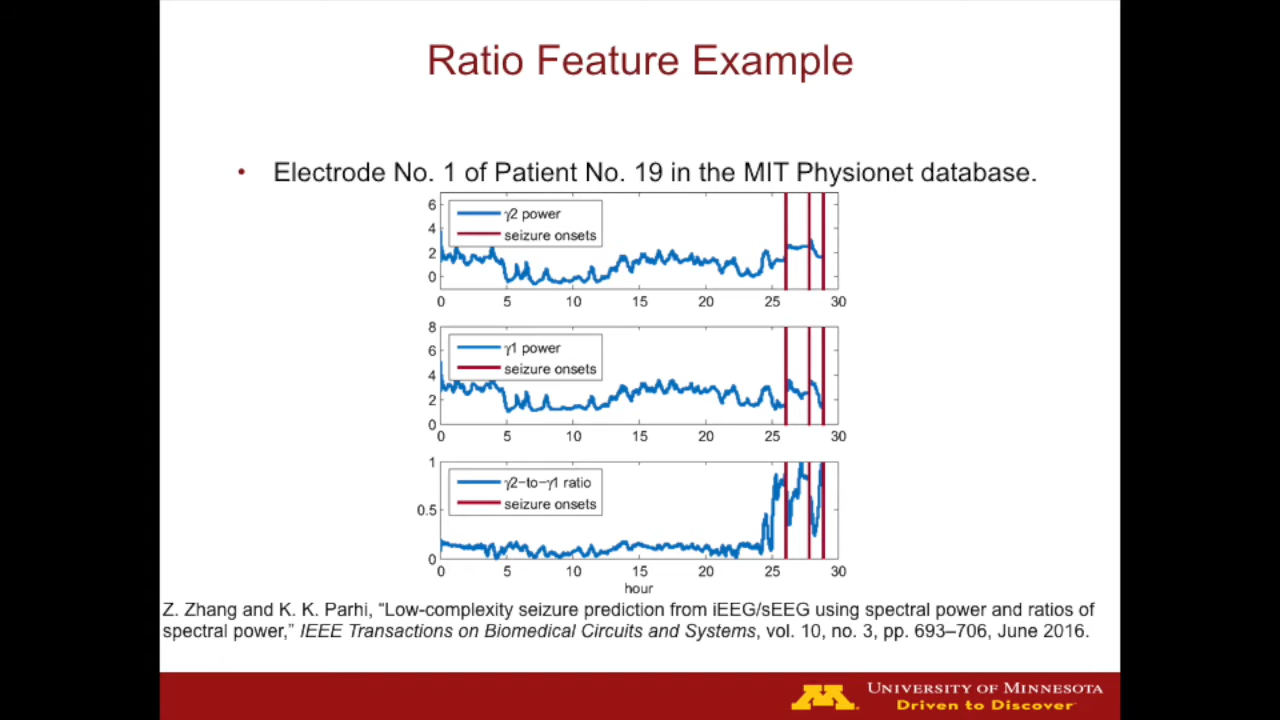 Ratio Feature Example
• Electrode No. 1 of Patient No. 19 in the MIT Physionet database.
6
4
2
0
γ2 power
seizure onsets
0 5 10 15 20 25 30
8
6
4
2
0
γ1 power
seizure onsets
0 5 10 15 20 25 30
1
0.5
0
γ2-to-γ1 ratio
seizure onsets
0 5 10 15 20 25 30
hour
Z. Zhang and K. K. Parhi, “Low-complexity seizure prediction from iEEG/sEEG using spectral power and ratios of
spectral power,” IEEE Transactions on Biomedical Circuits and Systems, vol. 10, no. 3, pp. 693–706, June 2016.
UNIVERSITY OF MINNESOTA
Driven to Discover